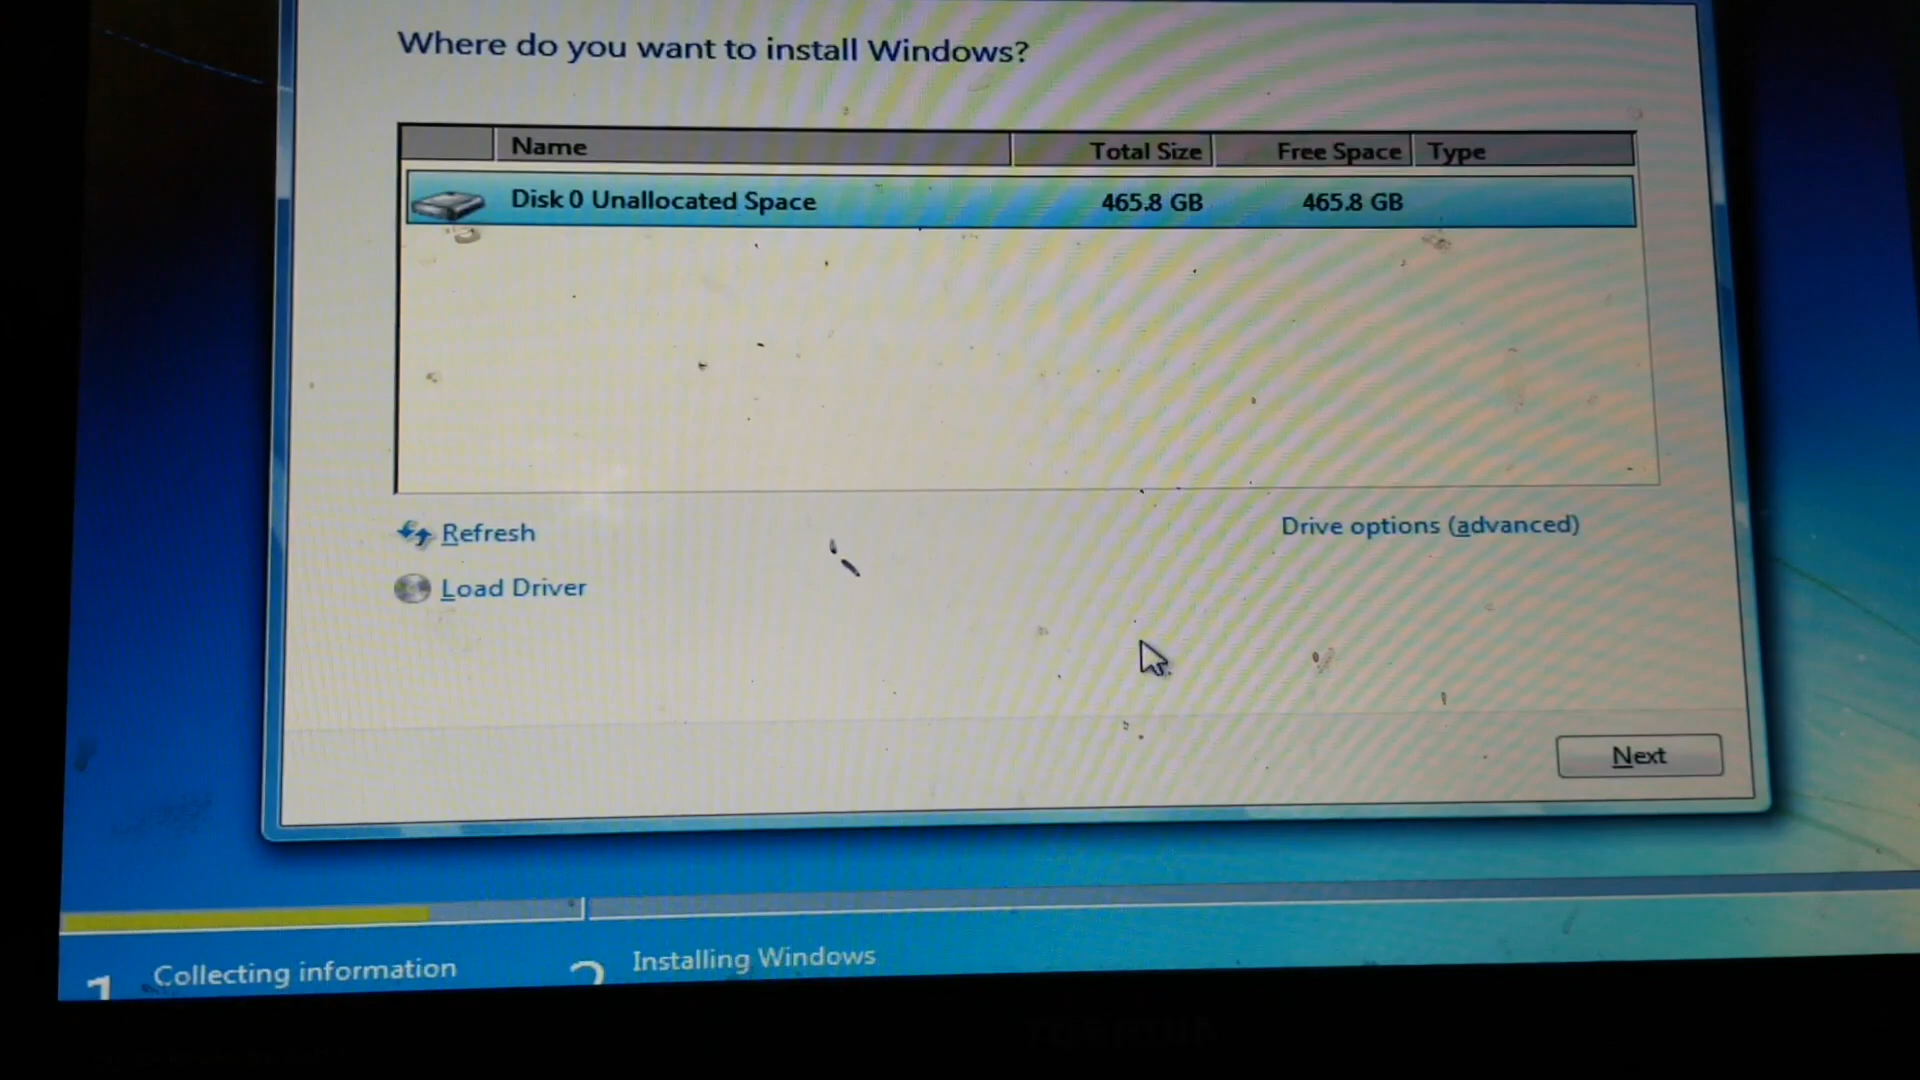 Where do you want to install Windows?
Name Total Size Free Space Type
Disk 0 Unallocated Space 465.8 GB 465.8 GB
Refresh Drive options (advanced)
Load Driver
Next
1 Collecting information 2 Installing Windows